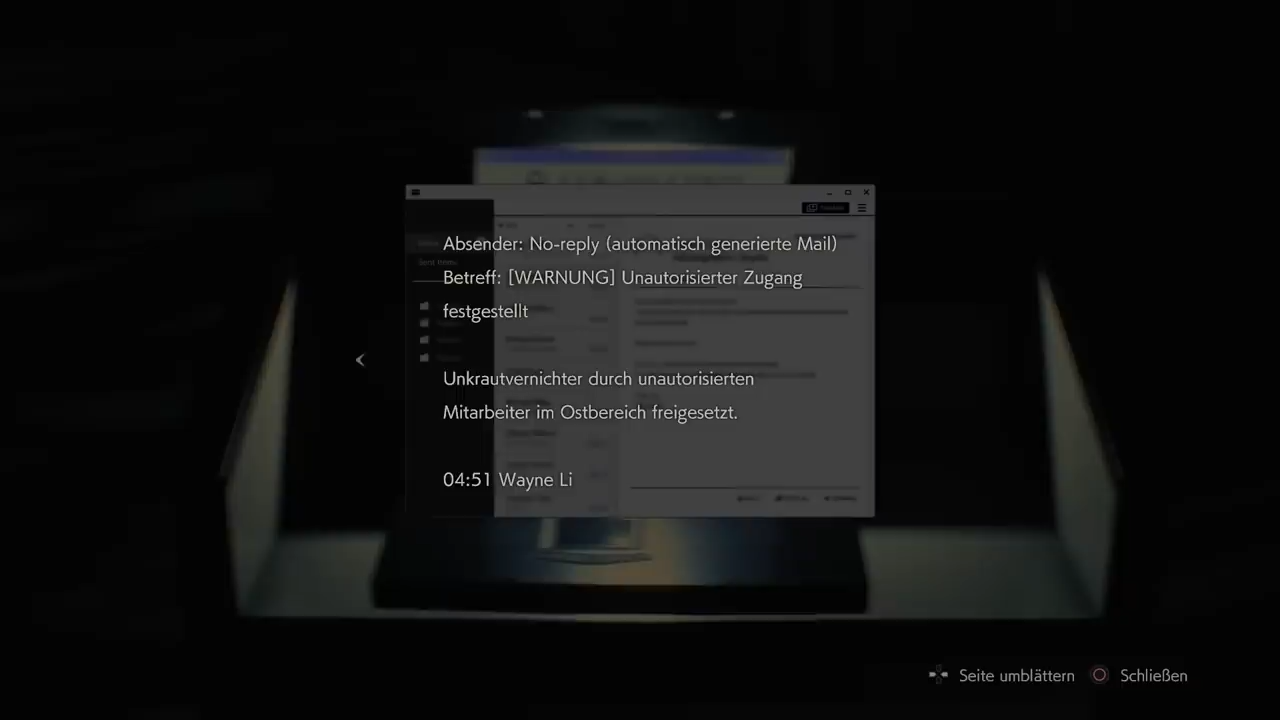 Absender: No-reply (automatisch generierte Mail)
Betreff: [WARNUNG] Unautorisierter Zugang
festgestellt
Unkrautvernichter durch unautorisierten
Mitarbeiter im Ostbereich freigesetzt.
04:51 Wayne Li
Seite umblättern
Schließen